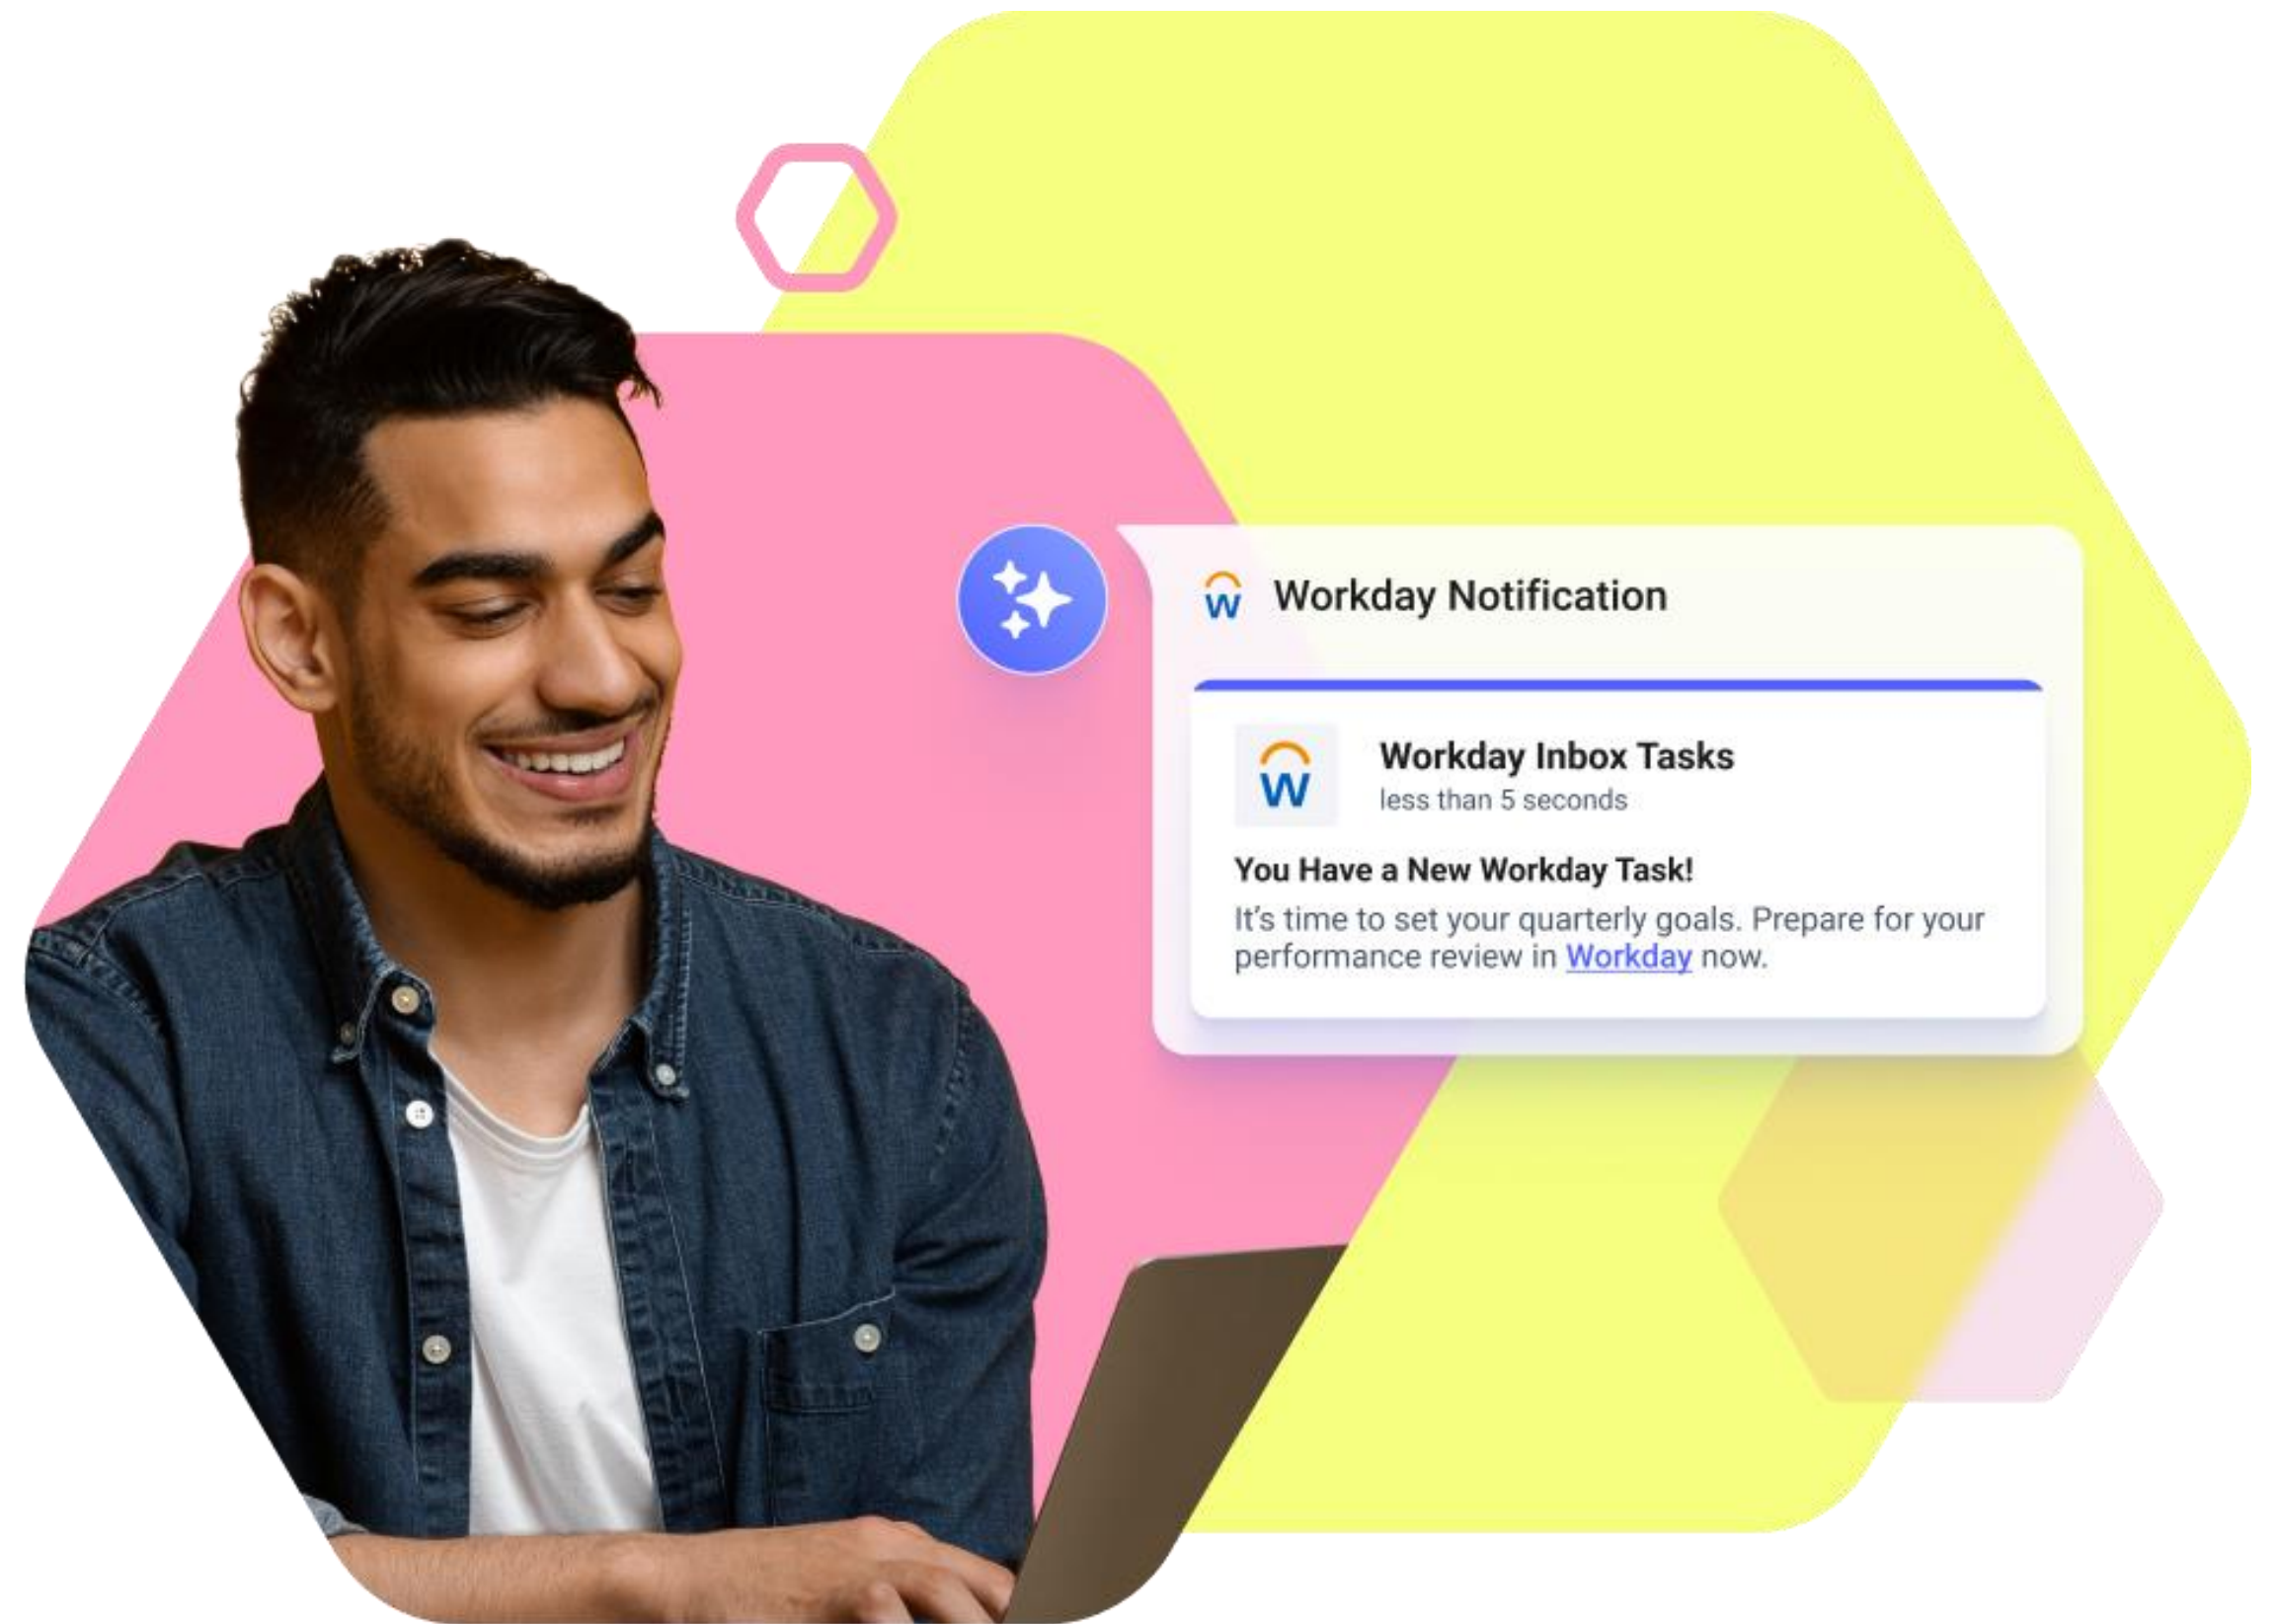 Workday Notification
Workday Inbox Tasks
less than 5 seconds
You Have a New Workday Task!
It’s time to set your quarterly goals. Prepare for your
performance review in Workday now.